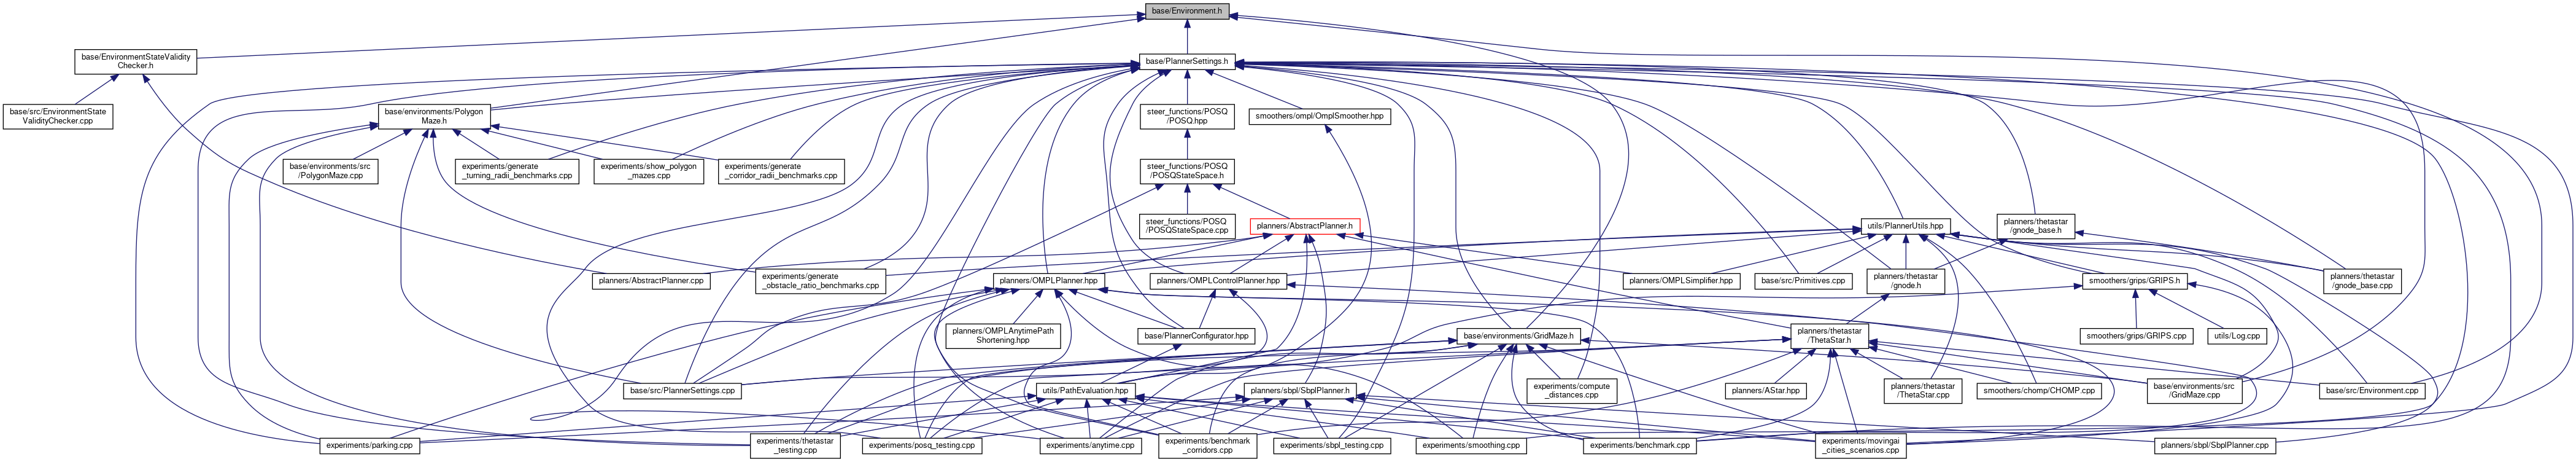 base/Environment.h
base/EnvironmentStateValidity
Checker.h
base/PlannerSettings.h
base/src/EnvironmentState
ValidityChecker.cpp
base/environments/Polygon
Maze.h
steer_functions/POSQ
/POSQ.hpp
smoothers/ompl/OmplSmoother.hpp
base/environments/src
/PolygonMaze.cpp
experiments/generate
_turning_radii_benchmarks.cpp
experiments/show_polygon
_mazes.cpp
experiments/generate
_corridor_radii_benchmarks.cpp
steer_functions/POSQ
/POSQStateSpace.h
steer_functions/POSQ
/POSQStateSpace.cpp
planners/AbstractPlanner.h
utils/PlannerUtils.hpp
planners/thetastar
/gnode_base.h
planners/AbstractPlanner.cpp
experiments/generate
_obstacle_ratio_benchmarks.cpp
planners/OMPLPlanner.hpp
planners/OMPLControlPlanner.hpp
planners/OMPLSimplifier.hpp
base/src/Primitives.cpp
planners/thetastar
/gnode.h
smoothers/grips/GRIPS.h
planners/thetastar
/gnode_base.cpp
planners/OMPLAnytimePath
Shortening.hpp
base/PlannerConfigurator.hpp
base/environments/GridMaze.h
planners/thetastar
/ThetaStar.h
smoothers/grips/GRIPS.cpp
utils/Log.cpp
base/src/PlannerSettings.cpp
utils/PathEvaluation.hpp
planners/sbpl/SbplPlanner.h
experiments/compute
_distances.cpp
planners/AStar.hpp
planners/thetastar
/ThetaStar.cpp
smoothers/chomp/CHOMP.cpp
base/environments/src
/GridMaze.cpp
base/src/Environment.cpp
experiments/parking.cpp
experiments/thetastar
_testing.cpp
experiments/posq_testing.cpp
experiments/anytime.cpp
experiments/benchmark
_corridors.cpp
experiments/sbpl_testing.cpp
experiments/smoothing.cpp
experiments/benchmark.cpp
experiments/movingai
_cities_scenarios.cpp
planners/sbpl/SbplPlanner.cpp